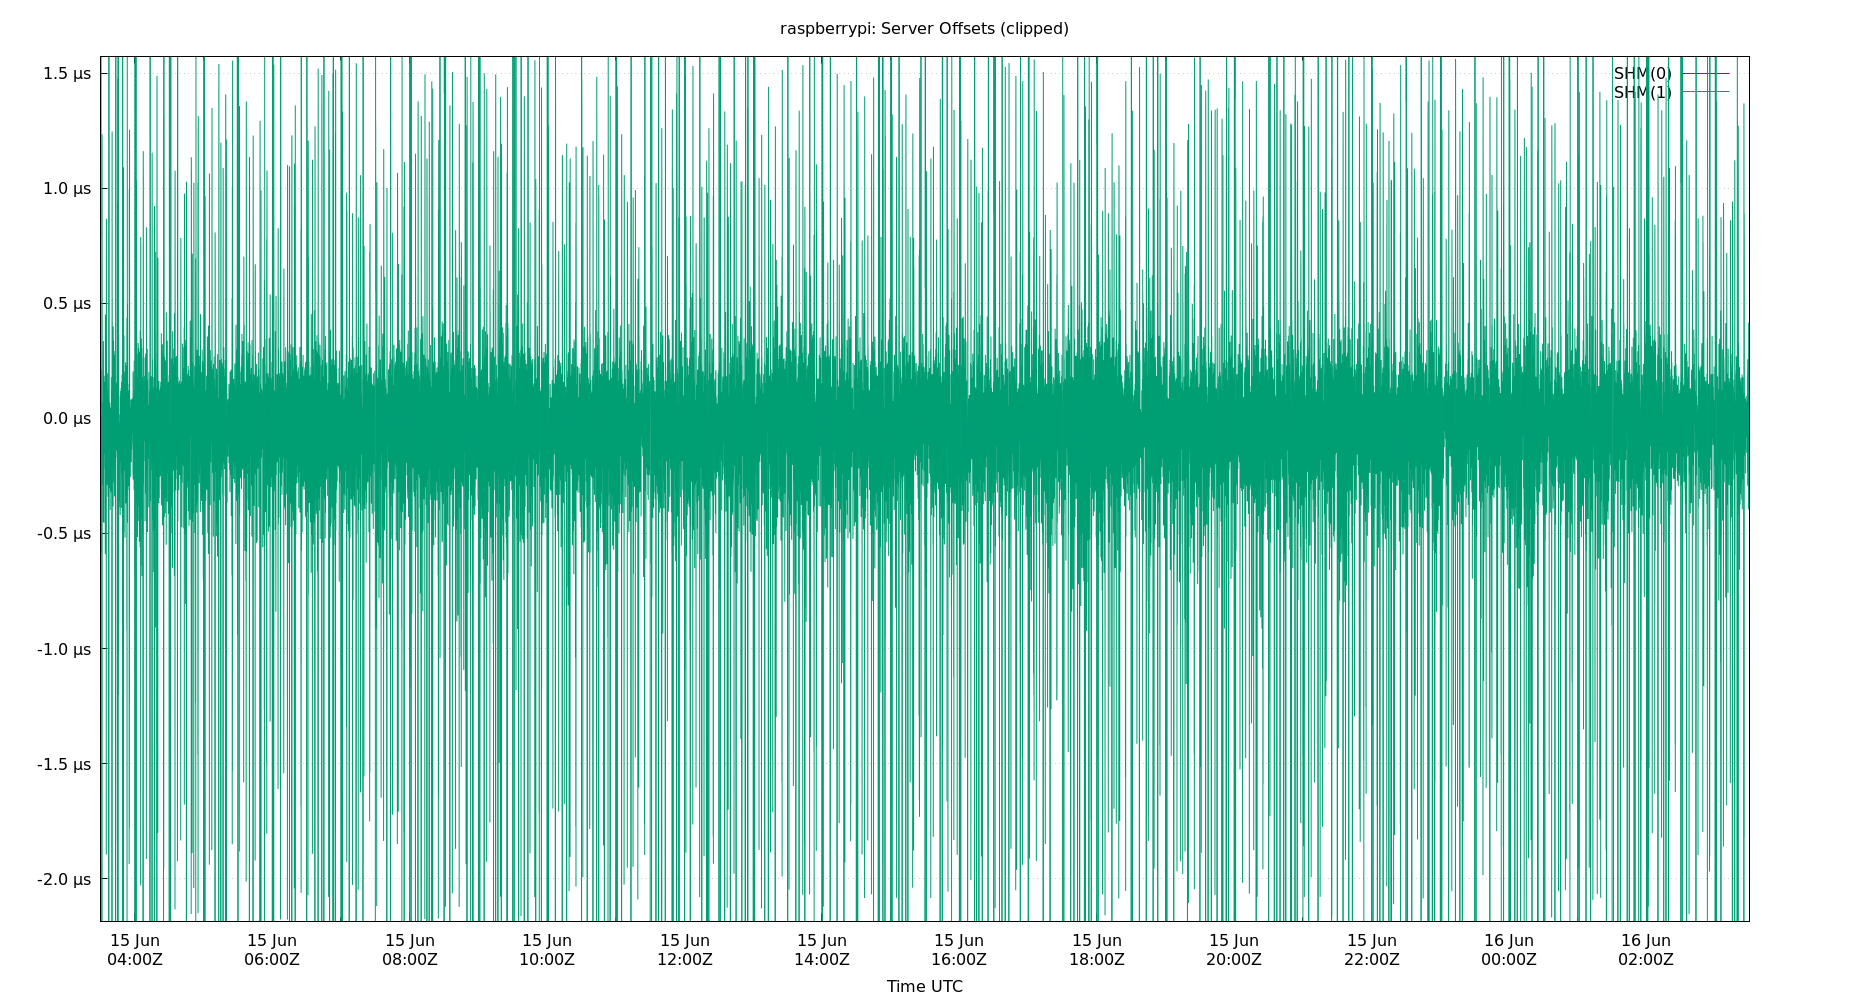 raspberrypi: Server Offsets (clipped)
1.5 µs
1.0 µs
0.5 µs
0.0 µs
-0.5 µs
-1.0 µs
-1.5 µs
-2.0 µs
SHM(0)
SHM(1)
15 Jun 15 Jun 15 Jun 15 Jun 15 Jun 15 Jun 15 Jun 15 Jun 15 Jun 15 Jun 16 Jun 16 Jun
04:00Z 06:00Z 08:00Z 10:00Z 12:00Z 14:00Z 16:00Z 18:00Z 20:00Z 22:00Z 00:00Z 02:00Z
Time UTC